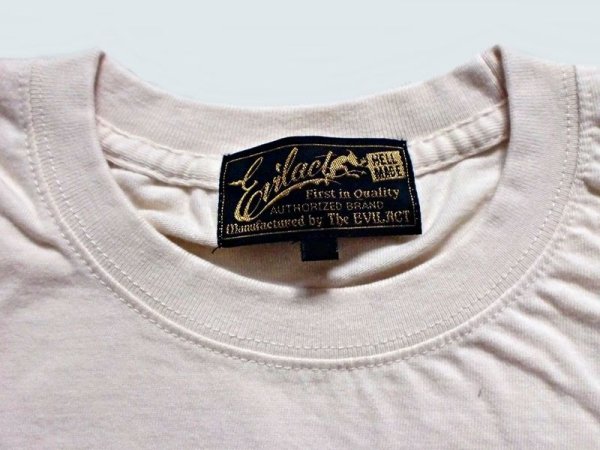 Evilact
HELL
MADE
First in Quality
AUTHORIZED BRAND
Manufactured by The EVILACT